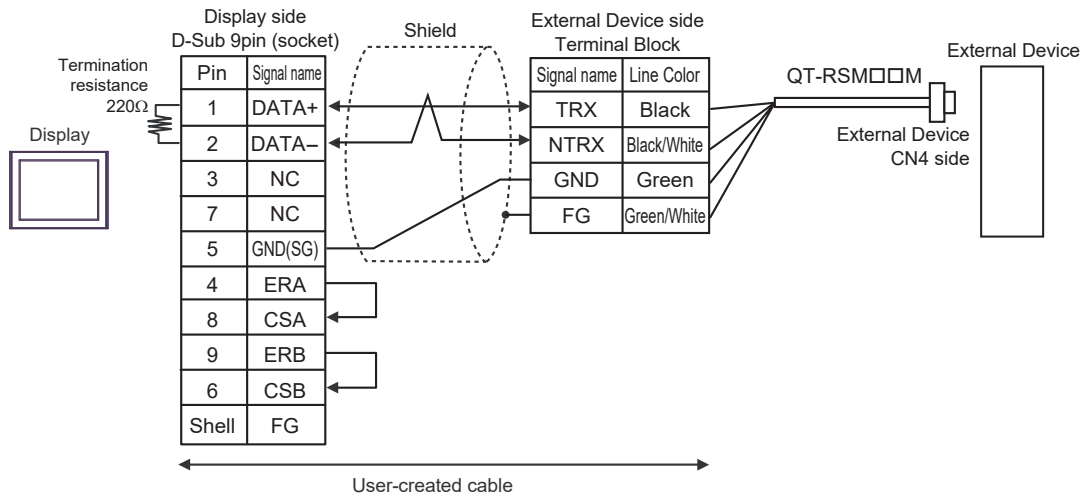 Display side
D-Sub 9pin (socket)
Shield
External Device side
Terminal Block
External Device
Termination
resistance
220Ω
Display
Pin Signal name
1 DATA+
2 DATA–
3 NC
7 NC
5 GND(SG)
4 ERA
8 CSA
9 ERB
6 CSB
Shell FG
Signal name Line Color
TRX Black
NTRX Black/White
GND Green
FG Green/White
QT-RSM□□M
External Device
CN4 side
User-created cable